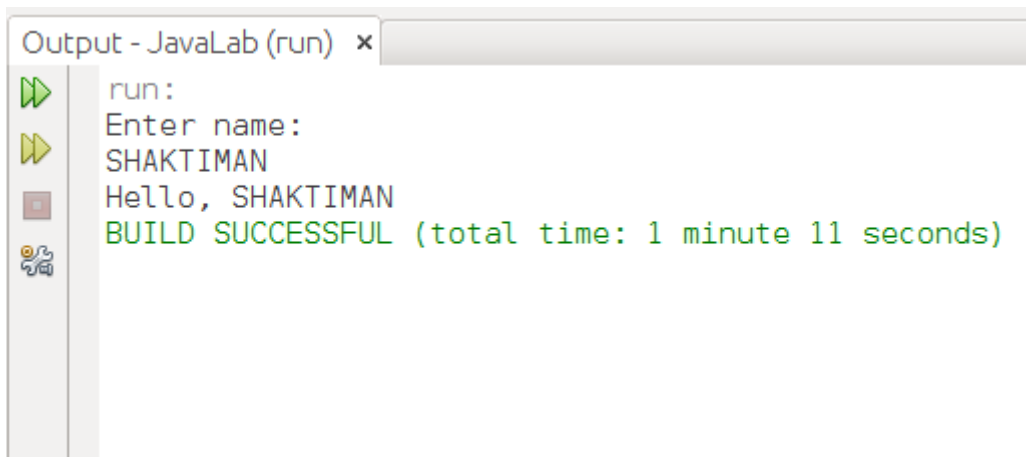 Output - JavaLab (run) ×
run:
Enter name:
SHAKTIMAN
Hello, SHAKTIMAN
BUILD SUCCESSFUL (total time: 1 minute 11 seconds)